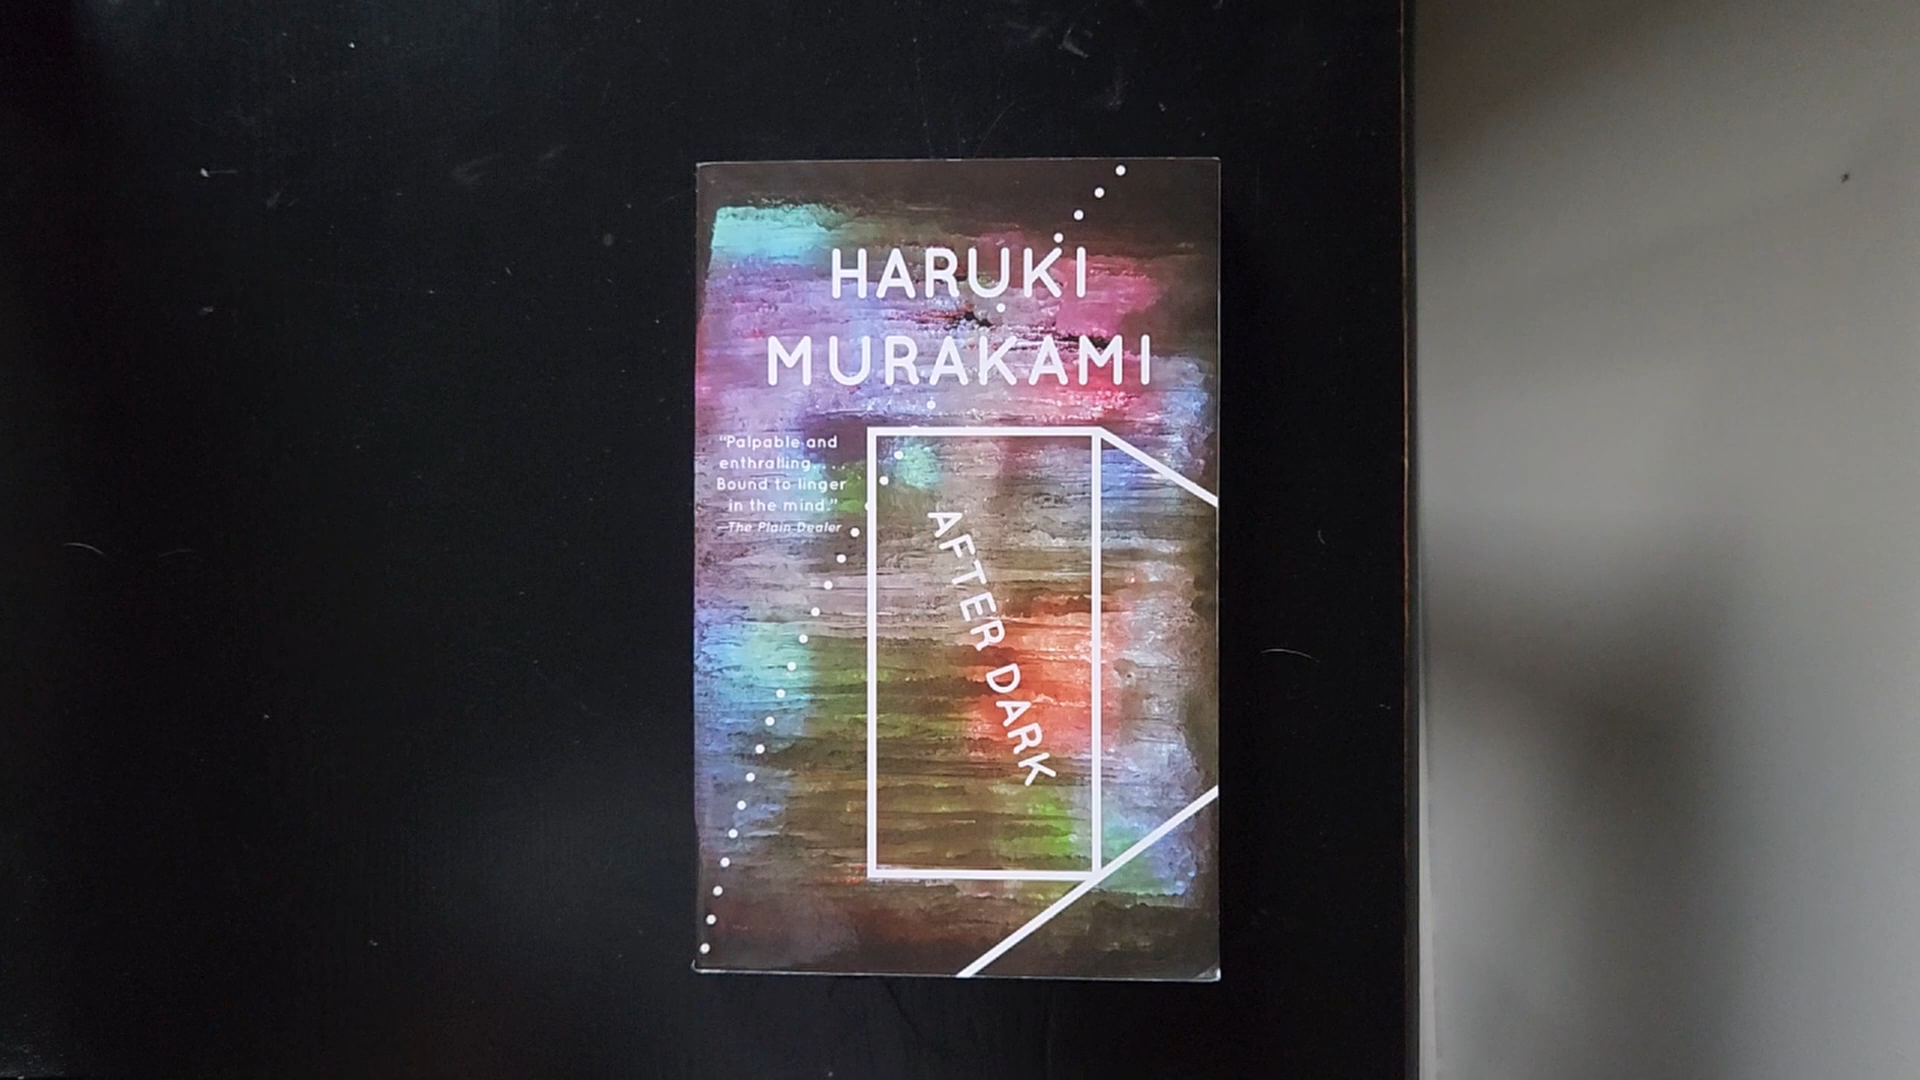 HARUKI
MURAKAMI
“Palpable and
enthralling. . . .
Bound to linger
in the mind.”
—The Plain Dealer
AFTER DARK